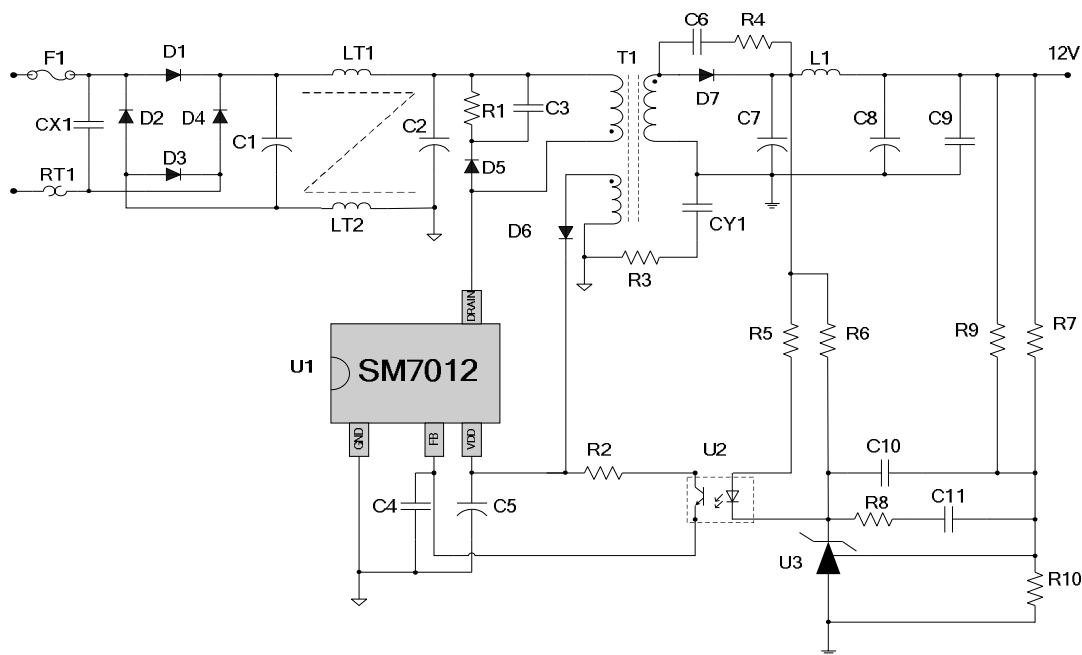 C6
R4
F1
D1
LT1
T1
L1
12V
D7
CX1
D2
D4
C1
C2
R1
C3
C7
C8
C9
D3
D5
RT1
LT2
D6
CY1
R3
DRAIN
U1
SM7012
R5
R6
R9
R7
GND
FB
VDD
R2
U2
C10
C4
C5
R8
C11
U3
R10